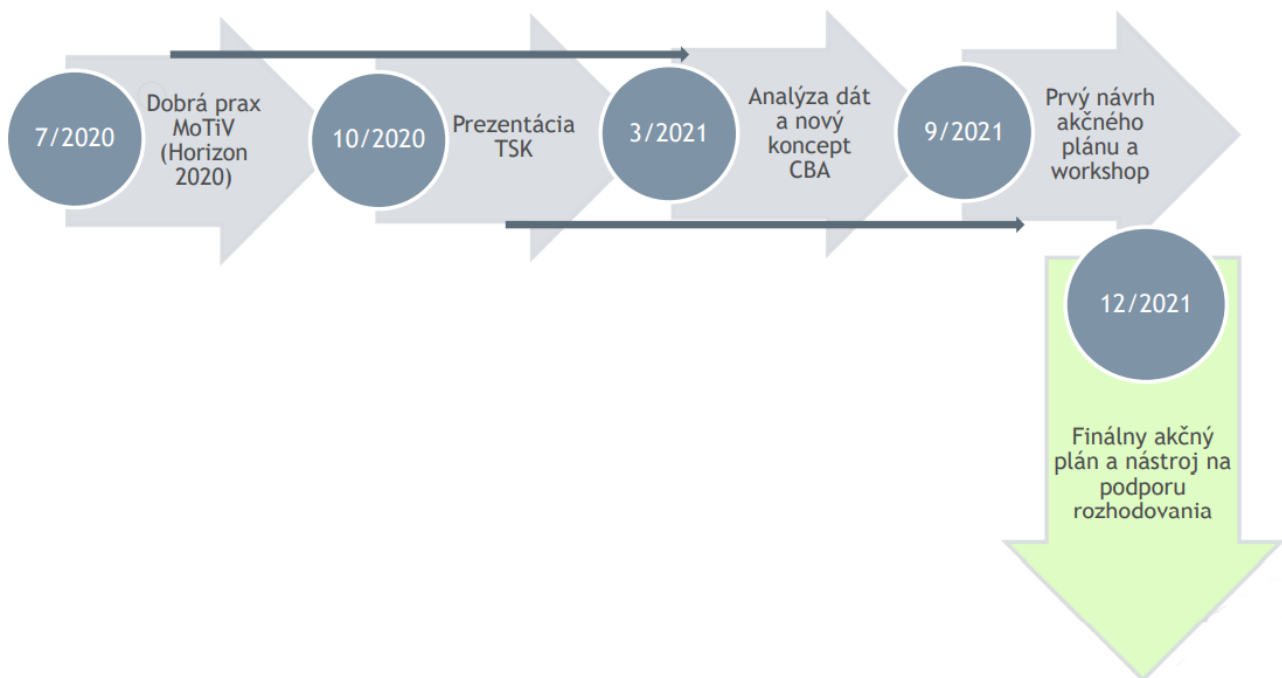 7/2020
Dobrá prax
MoTiV
(Horizon
2020)
10/2020
Prezentácia
TSK
3/2021
Analýza dát
a nový
koncept
CBA
9/2021
Prvý návrh
akčného
plánu a
workshop
12/2021
Finálny akčný
plán a nástroj na
podporu
rozhodovania